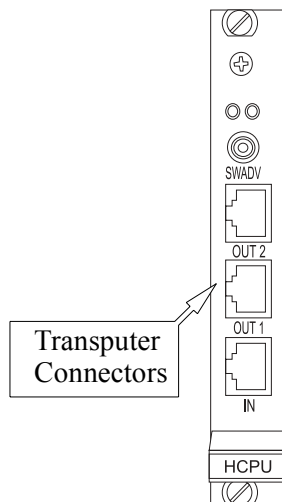 SWADV
OUT 2
OUT 1
Transputer
Connectors
IN
HCPU